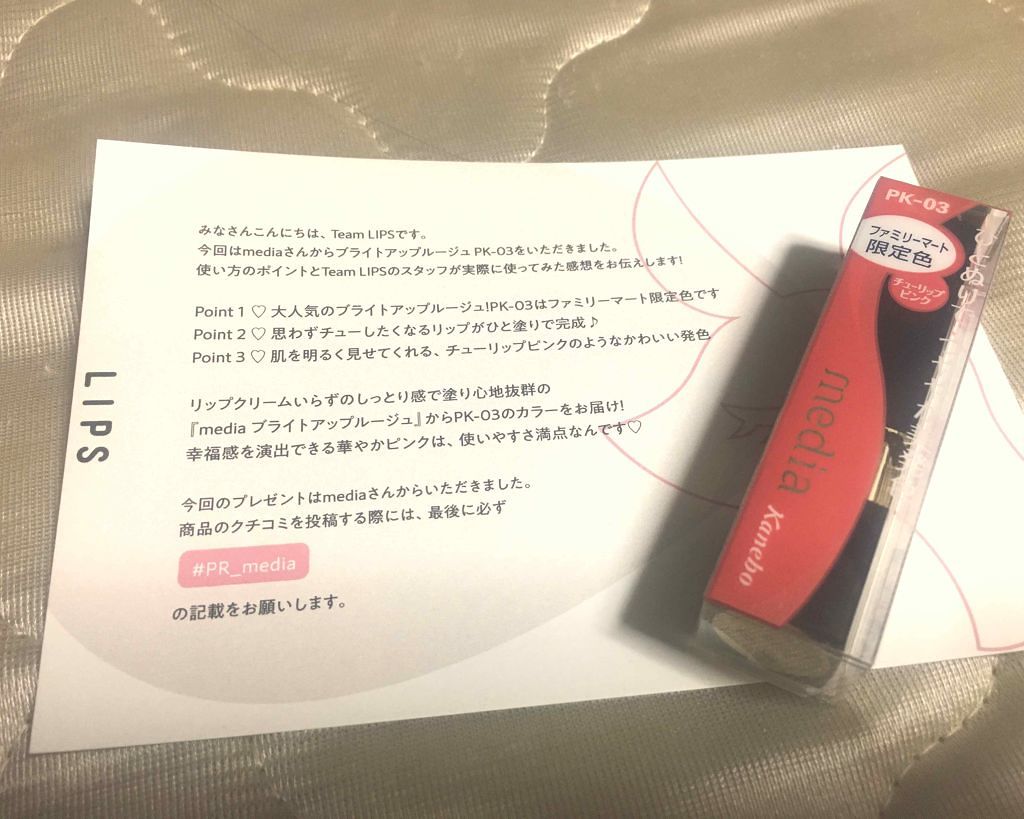 みなさんこんにちは、Team LIPSです。
今回はmediaさんからブライトアップルージュ PK-03をいただきました。
使い方のポイントとTeam LIPSのスタッフが実際に使ってみた感想をお伝えします!
Point 1 ♡ 大人気のブライトアップルージュ!PK-03はファミリーマート限定色です
Point 2 ♡ 思わずチューしたくなるリップがひと塗りで完成♪
Point 3 ♡ 肌を明るく見せてくれる、チューリップピンクのようなかわいい発色
リップクリームいらずのしっとり感で塗り心地抜群の
『media ブライトアップルージュ』からPK-03のカラーをお届け!
幸福感を演出できる華やかピンクは、使いやすさ満点なんです♡
今回のプレゼントはmediaさんからいただきました。
商品のクチコミを投稿する際には、最後に必ず
#PR_media
の記載をお願いします。
LIPS
PK-03
ファミリーマート
限定色
チューリップ
ピンク
media
Kanebo
ひとぬり